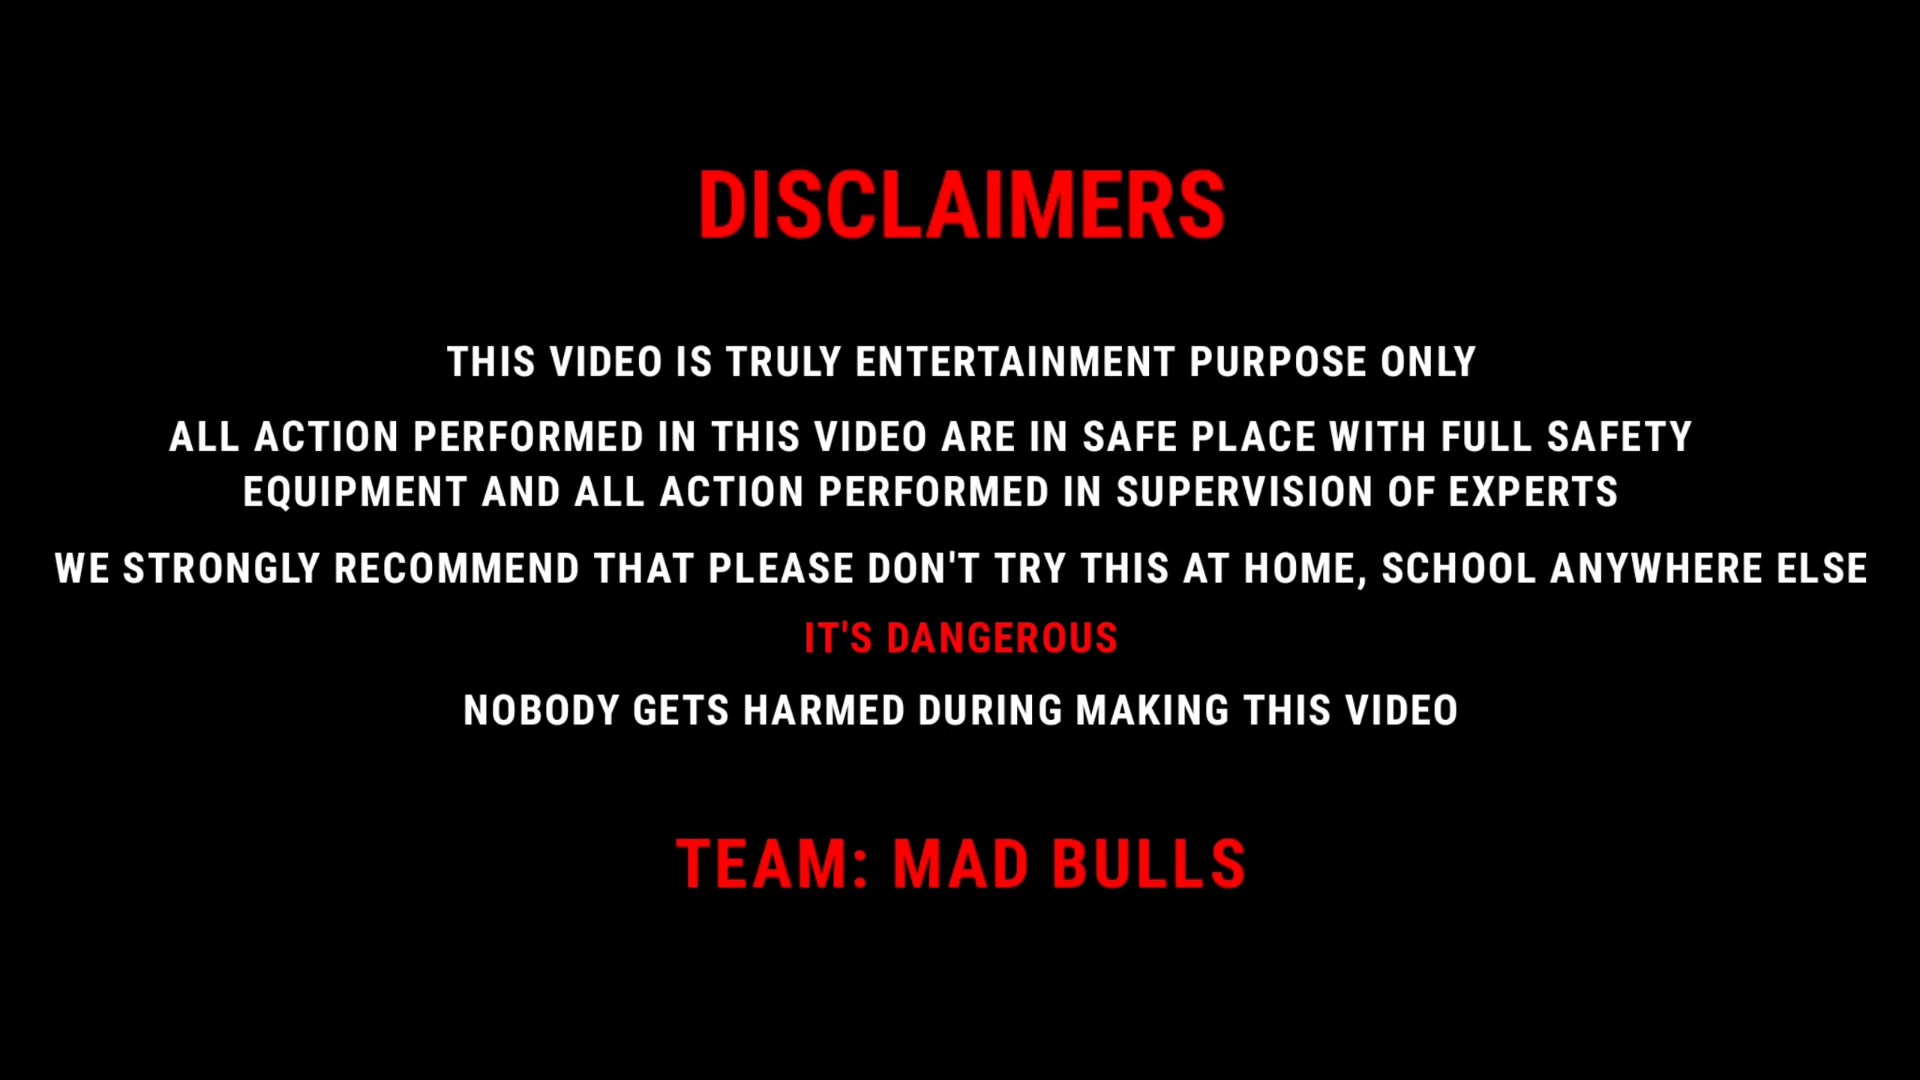 DISCLAIMERS
THIS VIDEO IS TRULY ENTERTAINMENT PURPOSE ONLY
ALL ACTION PERFORMED IN THIS VIDEO ARE IN SAFE PLACE WITH FULL SAFETY
EQUIPMENT AND ALL ACTION PERFORMED IN SUPERVISION OF EXPERTS
WE STRONGLY RECOMMEND THAT PLEASE DON'T TRY THIS AT HOME, SCHOOL ANYWHERE ELSE
IT'S DANGEROUS
NOBODY GETS HARMED DURING MAKING THIS VIDEO
TEAM: MAD BULLS